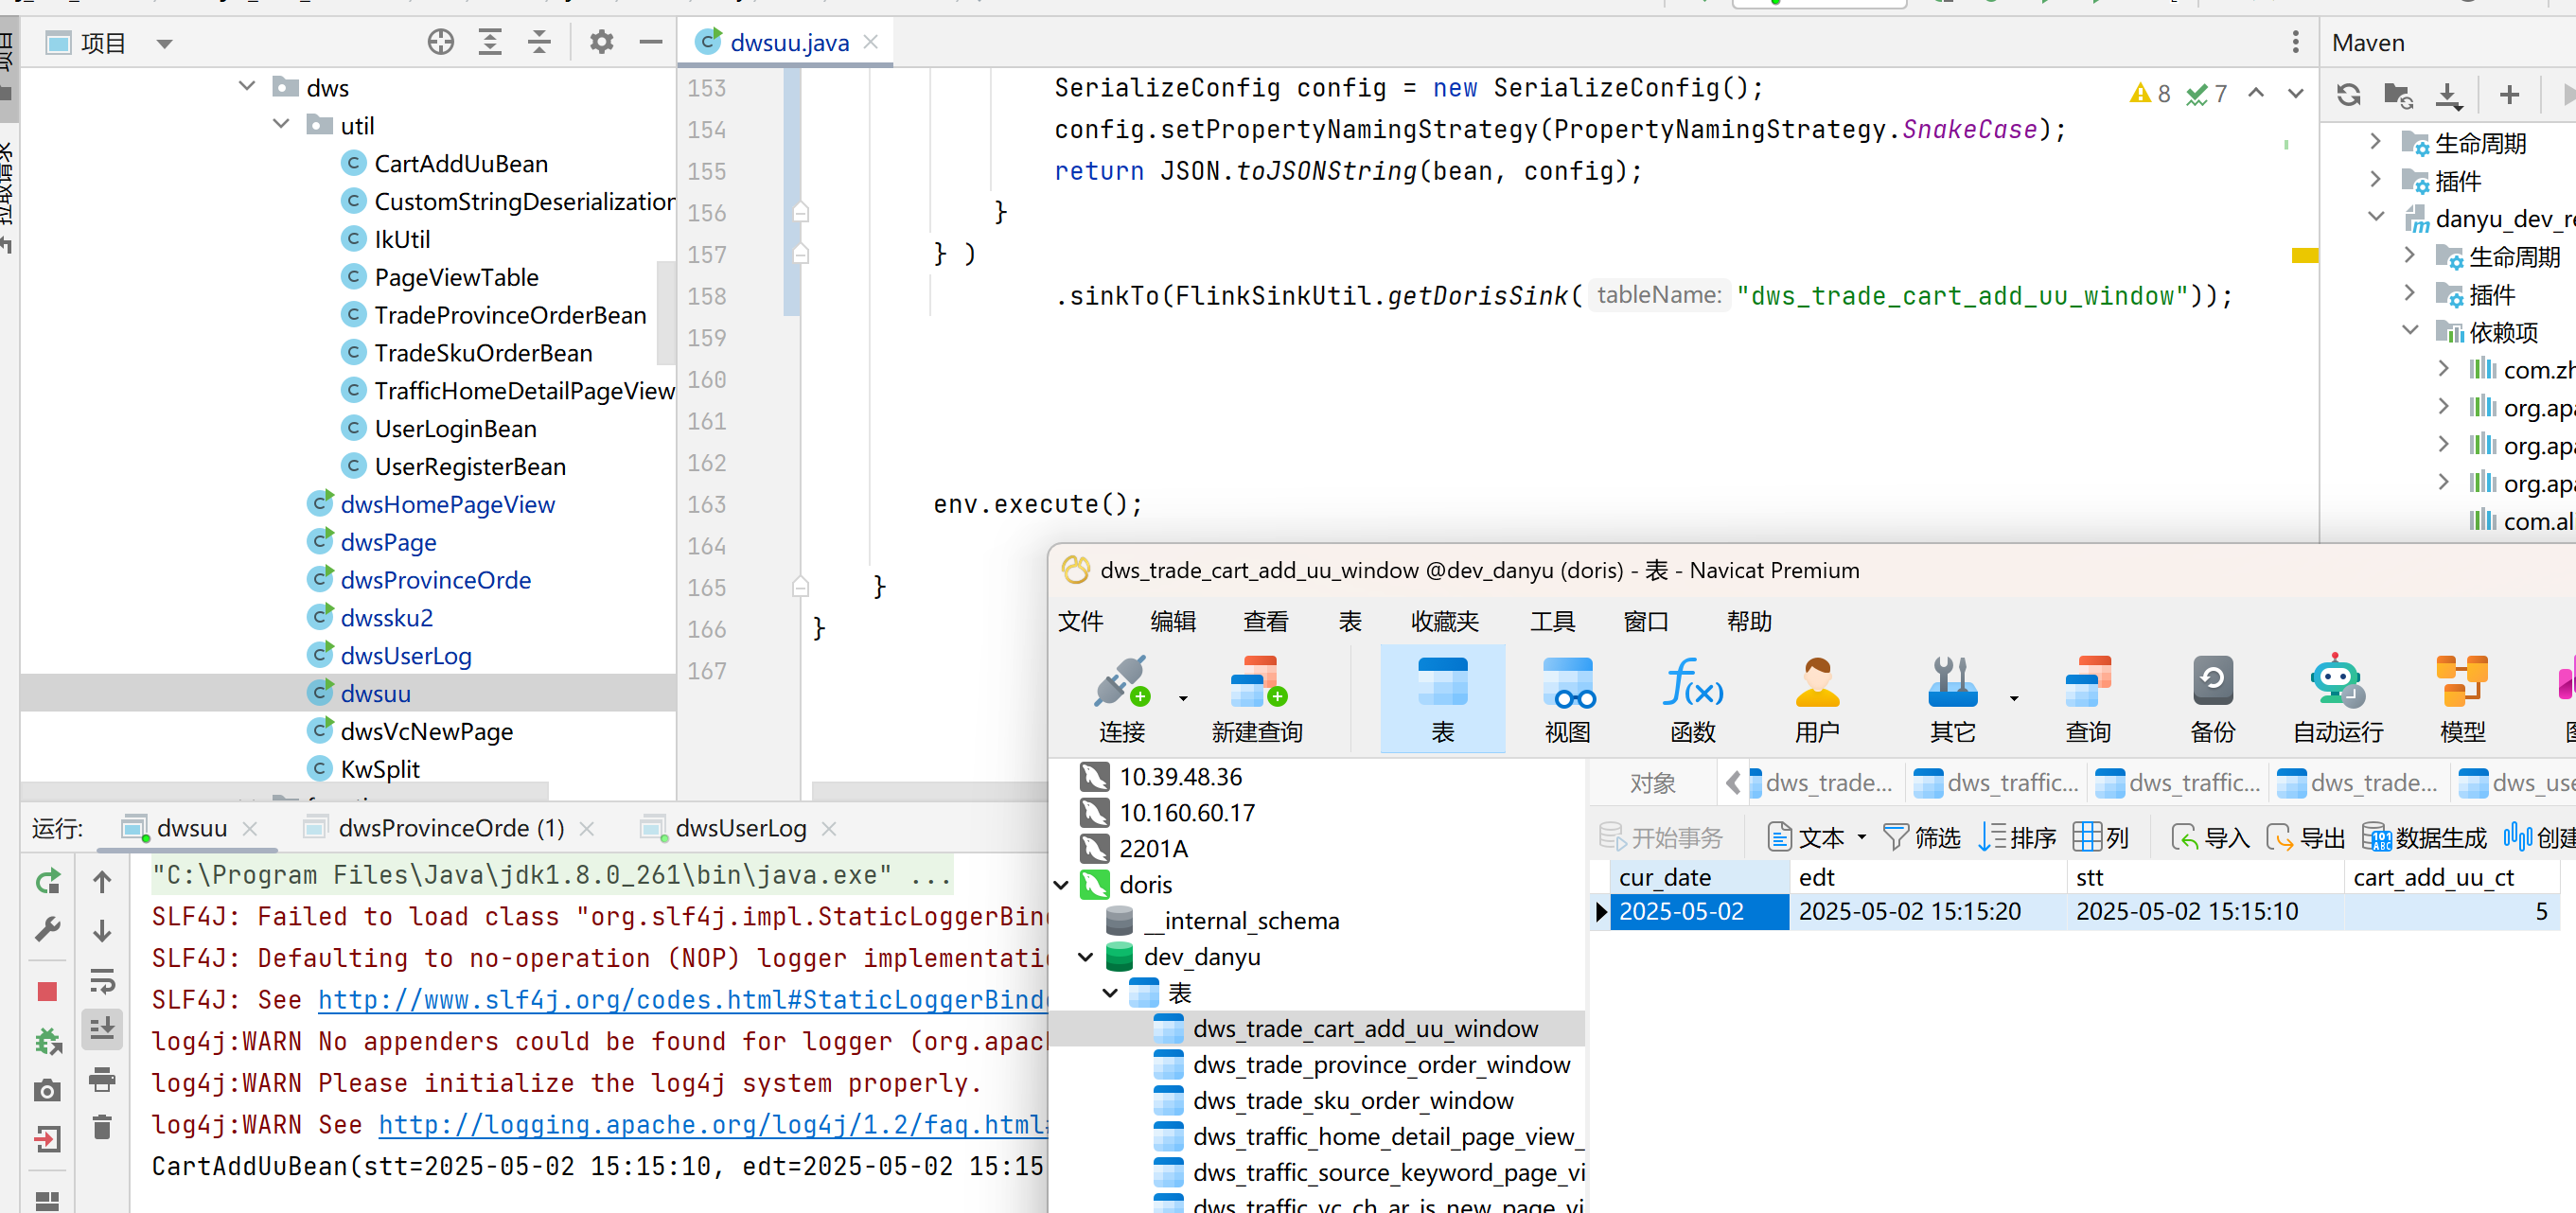 项目
dwsuu.java
Maven
dws
util
CartAddUuBean
CustomStringDeserialization
IkUtil
PageViewTable
TradeProvinceOrderBean
TradeSkuOrderBean
TrafficHomeDetailPageView
UserLoginBean
UserRegisterBean
dwsHomePageView
dwsPage
dwsProvinceOrde
dwssku2
dwsUserLog
dwsuu
dwsVcNewPage
KwSplit
拉取请求
153 SerializeConfig config = new SerializeConfig();
154 config.setPropertyNamingStrategy(PropertyNamingStrategy.SnakeCase);
155 return JSON.toJSONString(bean, config);
156 }
157 } )
158 .sinkTo(FlinkSinkUtil.getDorisSink( tableName: "dws_trade_cart_add_uu_window"));
159
160
161
162
163 env.execute();
164
165 }
166 }
167
8 7
生命周期
插件
danyu_dev_re
生命周期
插件
依赖项
com.zh
org.apa
org.apa
org.apa
com.al
运行: dwsuu dwsProvinceOrde (1) dwsUserLog
"C:\Program Files\Java\jdk1.8.0_261\bin\java.exe" ...
SLF4J: Failed to load class "org.slf4j.impl.StaticLoggerBind
SLF4J: Defaulting to no-operation (NOP) logger implementati
SLF4J: See http://www.slf4j.org/codes.html#StaticLoggerBind
log4j:WARN No appenders could be found for logger (org.apac
log4j:WARN Please initialize the log4j system properly.
log4j:WARN See http://logging.apache.org/log4j/1.2/faq.html
CartAddUuBean(stt=2025-05-02 15:15:10, edt=2025-05-02 15:15
dws_trade_cart_add_uu_window @dev_danyu (doris) - 表 - Navicat Premium
文件 编辑 查看 表 收藏夹 工具 窗口 帮助
连接 新建查询 表 视图 函数 用户 其它 查询 备份 自动运行 模型
10.39.48.36
10.160.60.17
2201A
doris
__internal_schema
dev_danyu
表
dws_trade_cart_add_uu_window
dws_trade_province_order_window
dws_trade_sku_order_window
dws_traffic_home_detail_page_view_
dws_traffic_source_keyword_page_vi
dws_traffic_vc_ch_ar_is_new_page_vi
对象 dws_trade... dws_traffic... dws_traffic... dws_trade... dws_use
开始事务 文本 筛选 排序 列 导入 导出 数据生成 创建
cur_date edt stt cart_add_uu_ct
2025-05-02 2025-05-02 15:15:20 2025-05-02 15:15:10 5